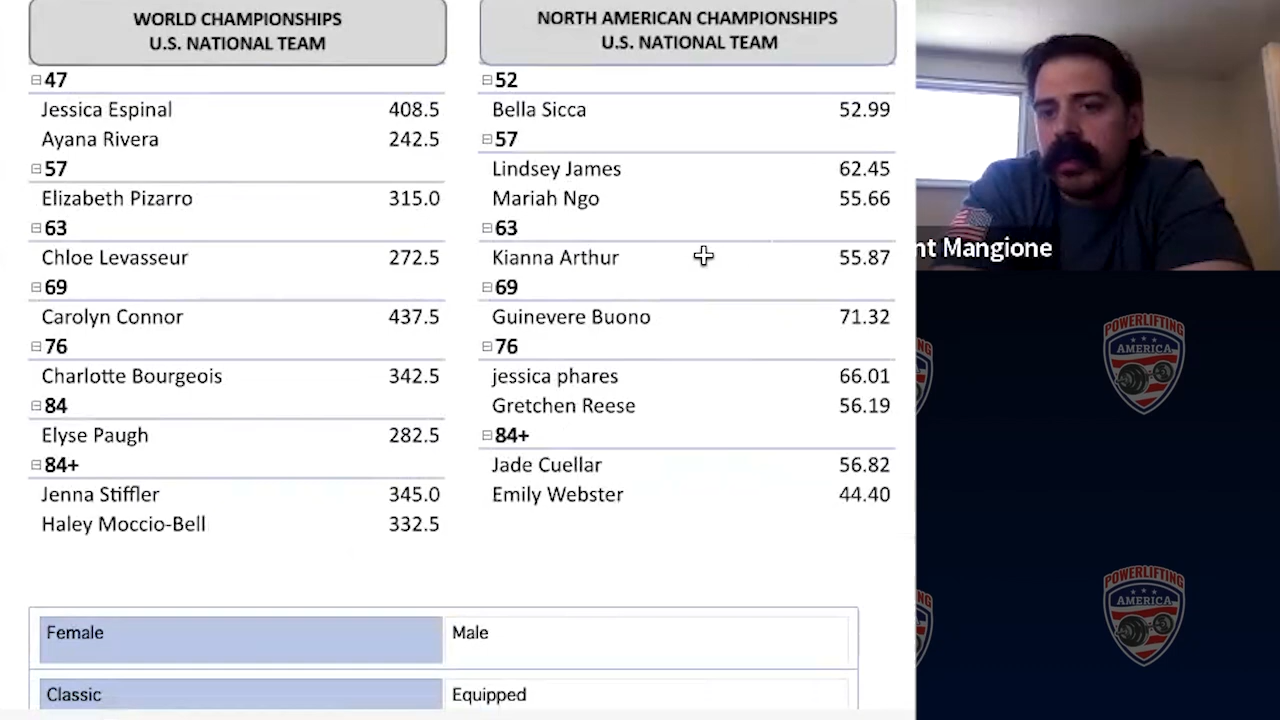 WORLD CHAMPIONSHIPS
U.S. NATIONAL TEAM
47
Jessica Espinal 408.5
Ayana Rivera 242.5
57
Elizabeth Pizarro 315.0
63
Chloe Levasseur 272.5
69
Carolyn Connor 437.5
76
Charlotte Bourgeois 342.5
84
Elyse Paugh 282.5
84+
Jenna Stiffler 345.0
Haley Moccio-Bell 332.5
NORTH AMERICAN CHAMPIONSHIPS
U.S. NATIONAL TEAM
52
Bella Sicca 52.99
57
Lindsey James 62.45
Mariah Ngo 55.66
63
Kianna Arthur 55.87
69
Guinevere Buono 71.32
76
jessica phares 66.01
Gretchen Reese 56.19
84+
Jade Cuellar 56.82
Emily Webster 44.40
Female Male
Classic Equipped
nt Mangione
POWERLIFTING
AMERICA
POWERLIFTING
AMERICA